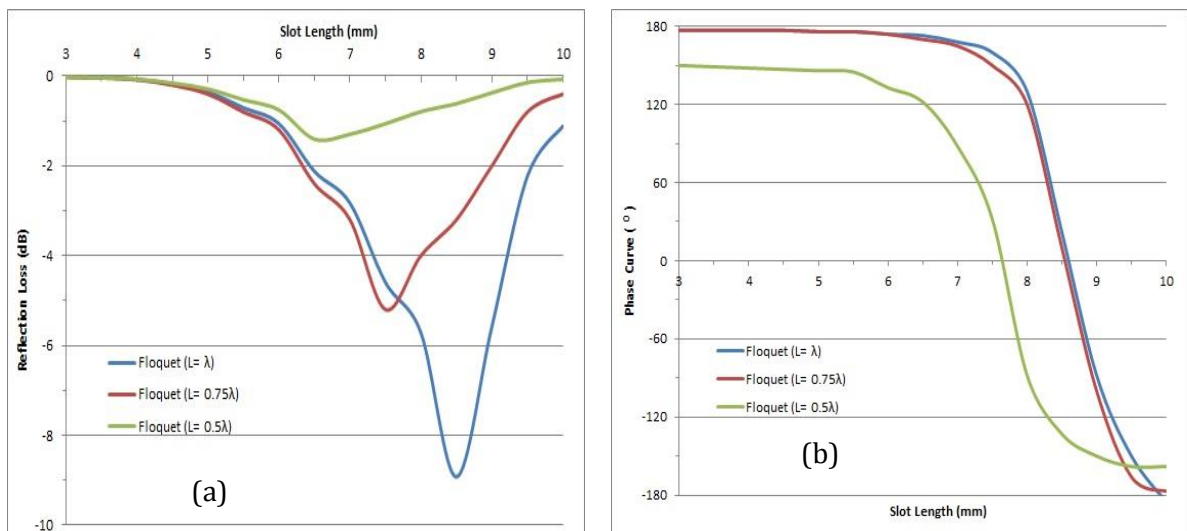 Slot Length (mm)
3 4 5 6 7 8 9 10
0
-2
-4
-6
-8
-10
Reflection Loss (dB)
Floquet (L= λ)
Floquet (L= 0.75λ)
Floquet (L= 0.5λ)
(a)
180
120
60
0
-60
-120
-180
Phase Curve ( O )
3 4 5 6 7 8 9 10
Floquet (L= λ)
Floquet (L= 0.75λ)
Floquet (L= 0.5λ)
(b)
Slot Length (mm)